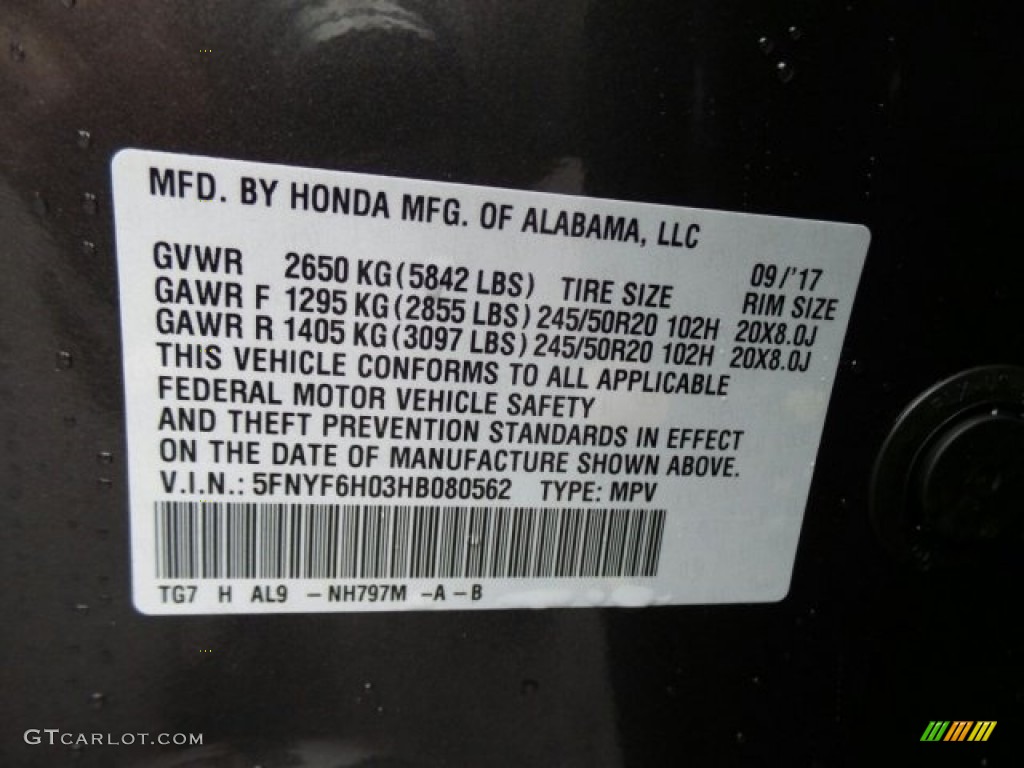 MFD. BY HONDA MFG. OF ALABAMA, LLC
09/'17
GVWR 2650 KG(5842 LBS) TIRE SIZE RIM SIZE
GAWR F 1295 KG(2855 LBS) 245/50R20 102H 20X8.0J
GAWR R 1405 KG(3097 LBS) 245/50R20 102H 20X8.0J
THIS VEHICLE CONFORMS TO ALL APPLICABLE
FEDERAL MOTOR VEHICLE SAFETY
AND THEFT PREVENTION STANDARDS IN EFFECT
ON THE DATE OF MANUFACTURE SHOWN ABOVE.
V.I.N.: 5FNYF6H03HB080562 TYPE: MPV
TG7 H AL9 -NH797M -A-B
GTCARLOT.COM